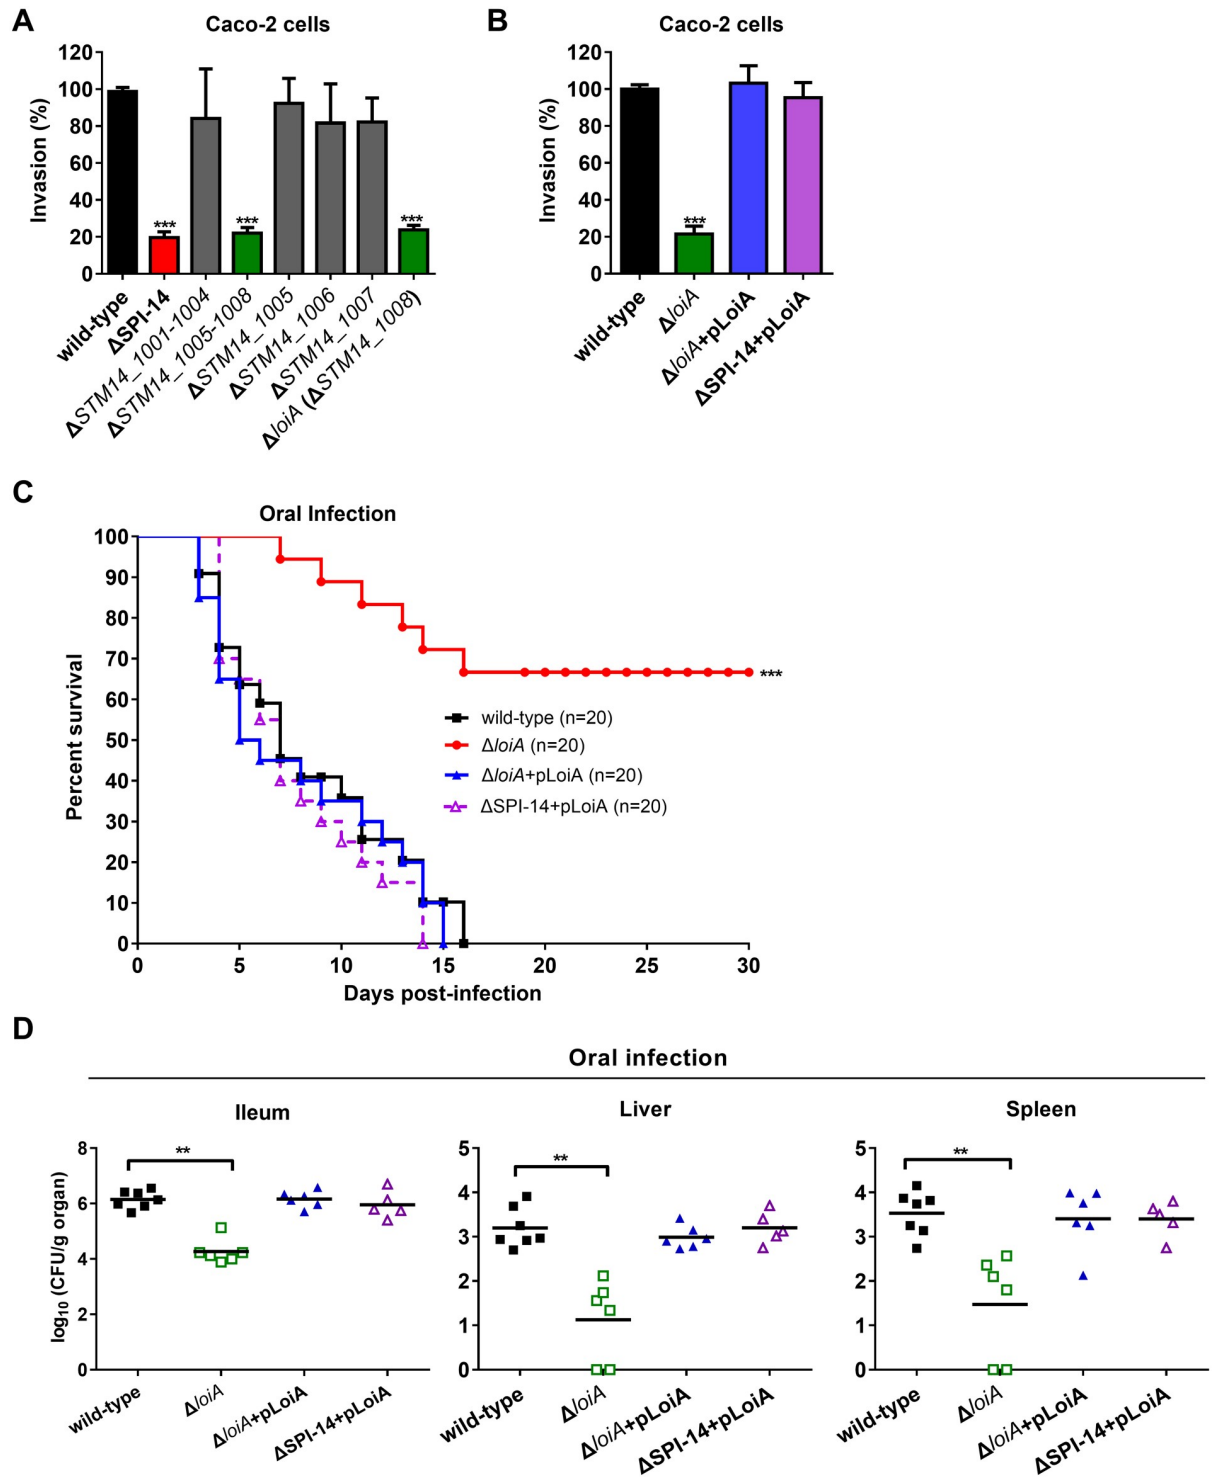 A
Caco-2 cells
Invasion (%)
120
100
80
60
40
20
0
***
***
***
wild-type
ΔSPI-14
ΔSTM14_1001-1004
ΔSTM14_1005-1008
ΔSTM14_1005
ΔSTM14_1006
ΔSTM14_1007
ΔloiA (ΔSTM14_1008)
B
Caco-2 cells
Invasion (%)
120
100
80
60
40
20
0
***
wild-type
ΔloiA
ΔloiA+pLoiA
ΔSPI-14+pLoiA
C
Oral Infection
Percent survival
100
90
80
70
60
50
40
30
20
10
0
***
wild-type (n=20)
ΔloiA (n=20)
ΔloiA+pLoiA (n=20)
ΔSPI-14+pLoiA (n=20)
0 5 10 15 20 25 30
Days post-infection
D
Oral infection
Ileum
log10 (CFU/g organ)
8
6
4
2
0
**
wild-type
ΔloiA
ΔloiA+pLoiA
ΔSPI-14+pLoiA
Liver
5
4
3
2
1
0
**
wild-type
ΔloiA
ΔloiA+pLoiA
ΔSPI-14+pLoiA
Spleen
5
4
3
2
1
0
**
wild-type
ΔloiA
ΔloiA+pLoiA
ΔSPI-14+pLoiA